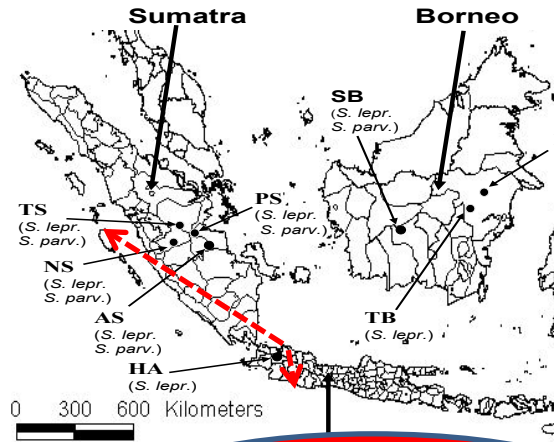 Sumatra
Borneo
SB
(S. lepr.
S. parv.)
TS
(S. lepr.
S. parv.)
PS
(S. lepr.
S. parv.)
NS
(S. lepr.
S. parv.)
AS
(S. lepr.
S. parv.)
TB
(S. lepr.)
HA
(S. lepr.)
0 300 600 Kilometers